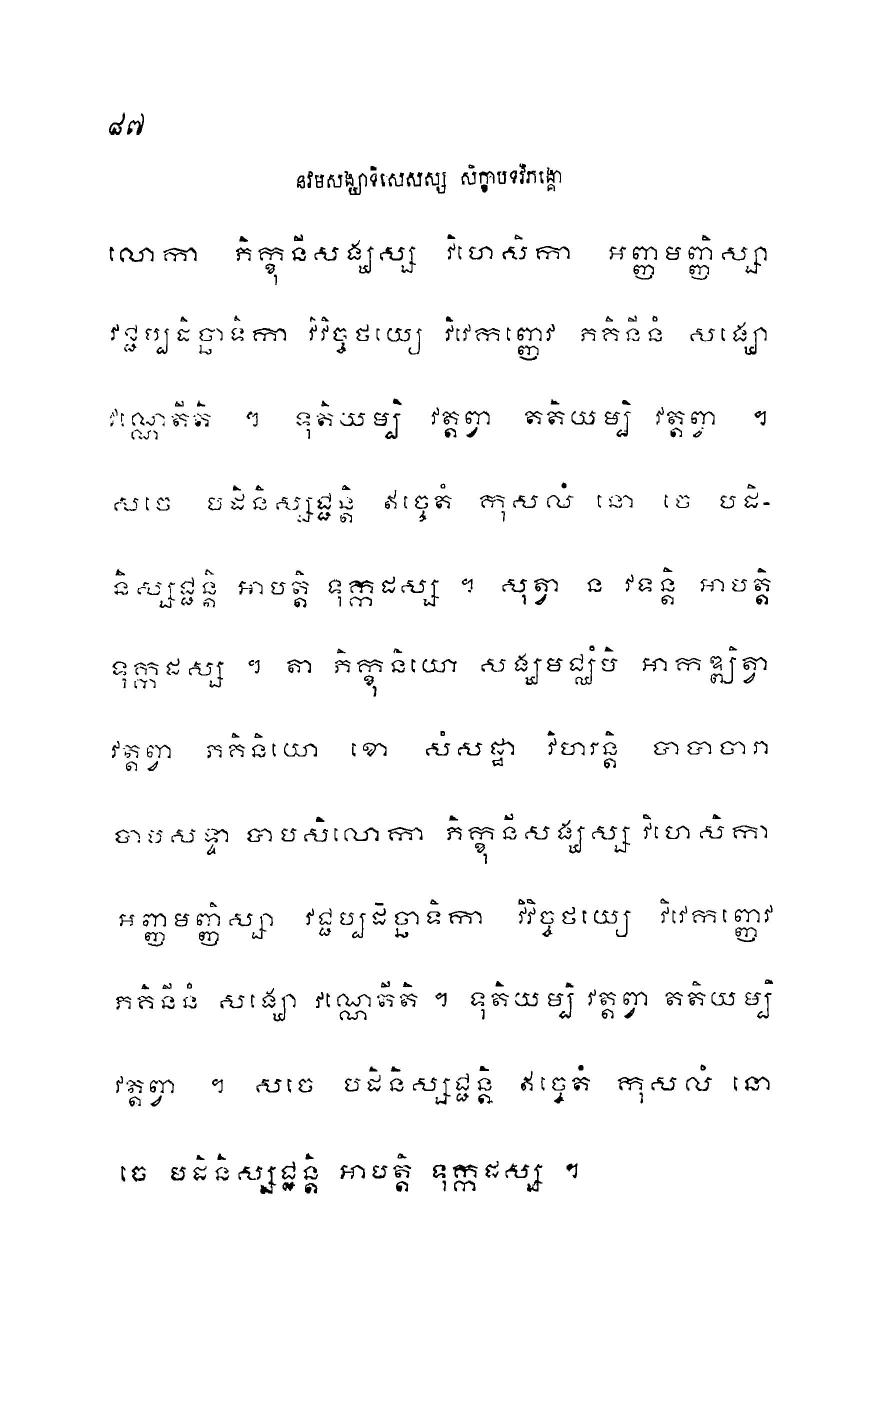 ៨៧
នវមសង្ឃាទិសេសស្ស សិក្ខាបទវិភង្គោ
លោកា ភិក្ខុនីសង្ឃស្ស វិហេសិកា អញ្ញមញ្ញិស្សា
វជ្ជប្បដិច្ឆាទិកា វិវិច្ចថយ្យេ វិវេកញ្ញេវ ភគិនីនំ សង្ឃោ
វណ្ណេតីតិ ។ ទុតិយម្បិ វត្តព្វា តតិយម្បិ វត្តព្វា ។
សចេ បដិនិស្សជ្ជន្តិ ឥច្ចេតំ កុសលំ នោ ចេ បដិ-
និស្សជ្ជន្តិ អាបត្តិ ទុក្កដស្ស ។ សុត្វា ន វទន្តិ អាបត្តិ
ទុក្កដស្ស ។ តា ភិក្ខុនិយោ សង្ឃមជ្ឈំបិ អាកឌ្ឍិត្វា
វត្តព្វា ភគិនិយោ ខោ សំសដ្ឋា វិហរន្តិ បាបាចារា
បាបសទ្ទា បាបសិលោកា ភិក្ខុនីសង្ឃស្ស វិហេសិកា
អញ្ញមញ្ញិស្សា វជ្ជប្បដិច្ឆាទិកា វិវិច្ចថយ្យេ វិវេកញ្ញេវ
ភគិនីនំ សង្ឃោ វណ្ណេតីតិ ។ ទុតិយម្បិ វត្តព្វា តតិយម្បិ
វត្តព្វា ។ សចេ បដិនិស្សជ្ជន្តិ ឥច្ចេតំ កុសលំ នោ
ចេ បដិនិស្សជ្ជន្តិ អាបត្តិ ទុក្កដស្ស ។